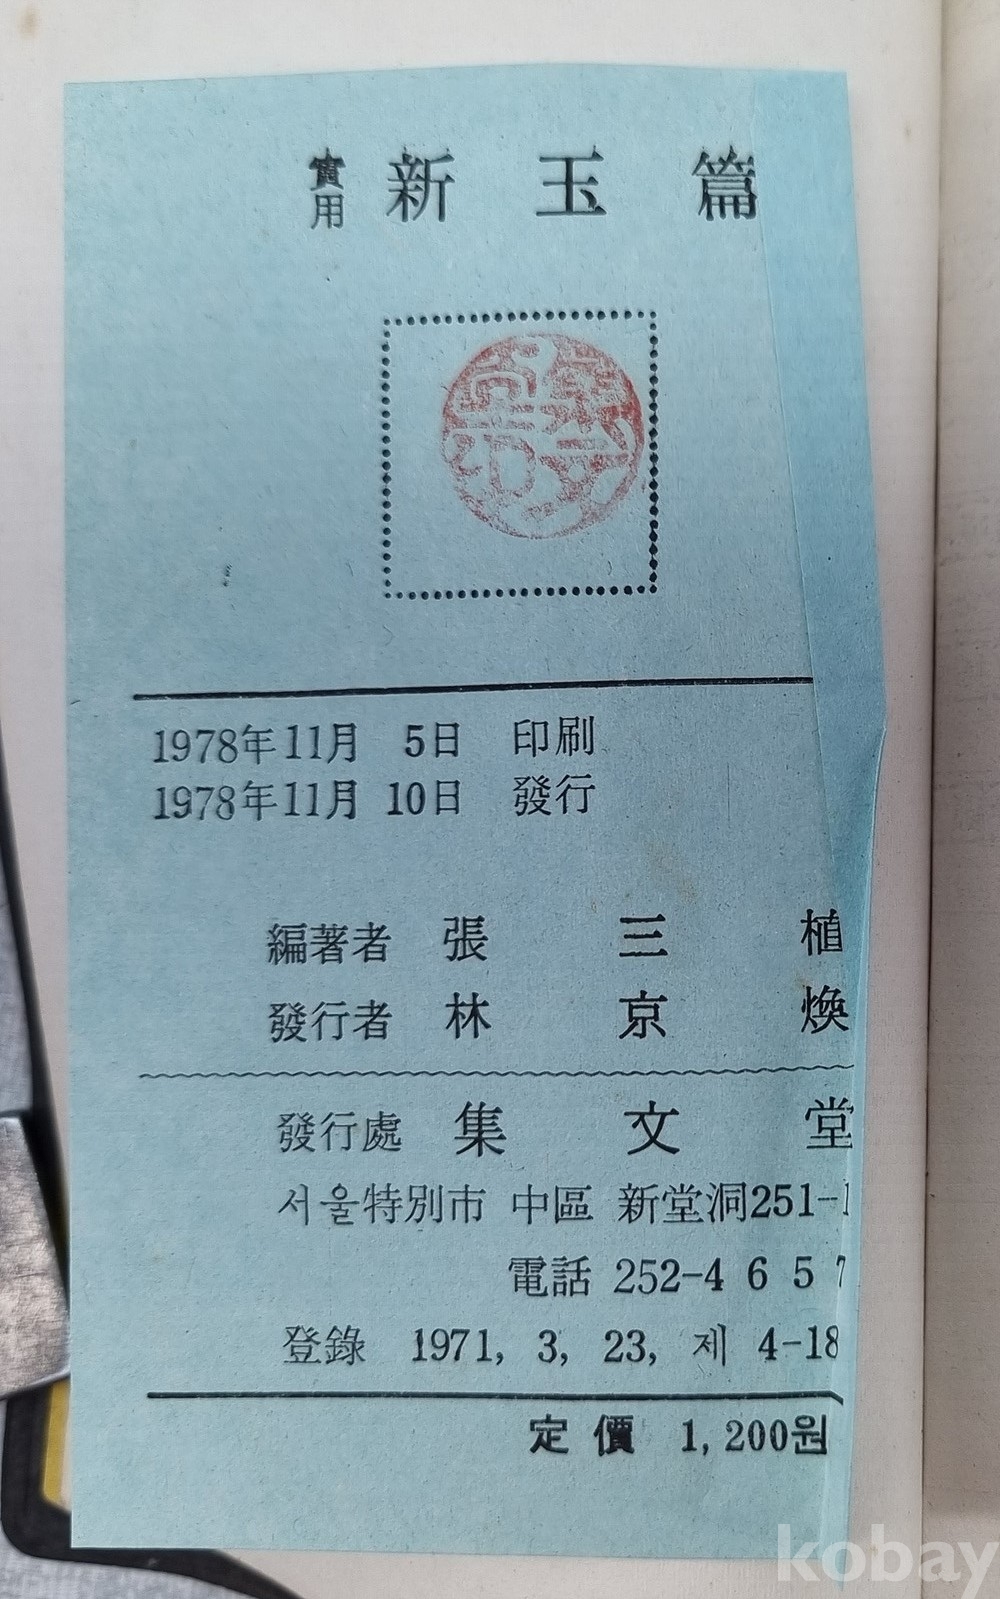 實用 新玉篇
1978年11月 5日 印刷
1978年11月 10日 發行
編著者 張三植
發行者 林京煥
發行處 集文堂
서울特別市 中區 新堂洞251-1
電話 252-4657
登錄 1971, 3, 23, 제 4-18
定價 1,200원
kobay